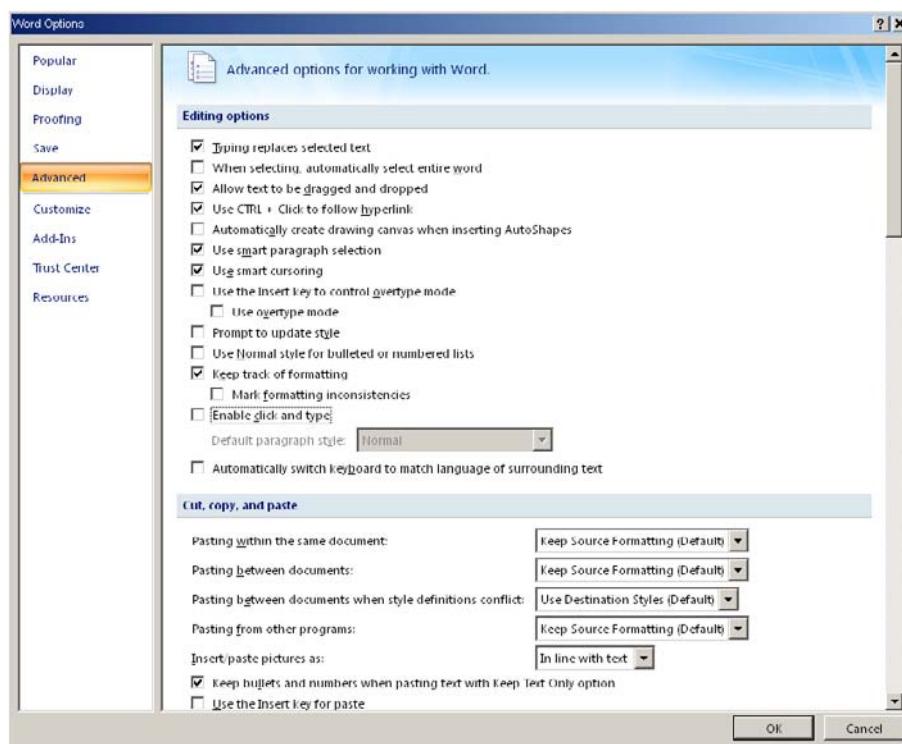 Word Options
Popular
Display
Proofing
Save
Advanced
Customize
Add-Ins
Trust Center
Resources
Advanced options for working with Word.
Editing options
Typing replaces selected text
When selecting, automatically select entire word
Allow text to be dragged and dropped
Use CTRL + Click to follow hyperlink
Automatically create drawing canvas when inserting AutoShapes
Use smart paragraph selection
Use smart cursoring
Use the Insert key to control overtype mode
Use overtype mode
Prompt to update style
Use Normal style for bulleted or numbered lists
Keep track of formatting
Mark formatting inconsistencies
Enable click and type
Default paragraph style: Normal
Automatically switch keyboard to match language of surrounding text
Cut, copy, and paste
Pasting within the same document: Keep Source Formatting (Default)
Pasting between documents: Keep Source Formatting (Default)
Pasting between documents when style definitions conflict: Use Destination Styles (Default)
Pasting from other programs: Keep Source Formatting (Default)
Insert/paste pictures as: In line with text
Keep bullets and numbers when pasting text with Keep Text Only option
Use the Insert key for paste
OK Cancel